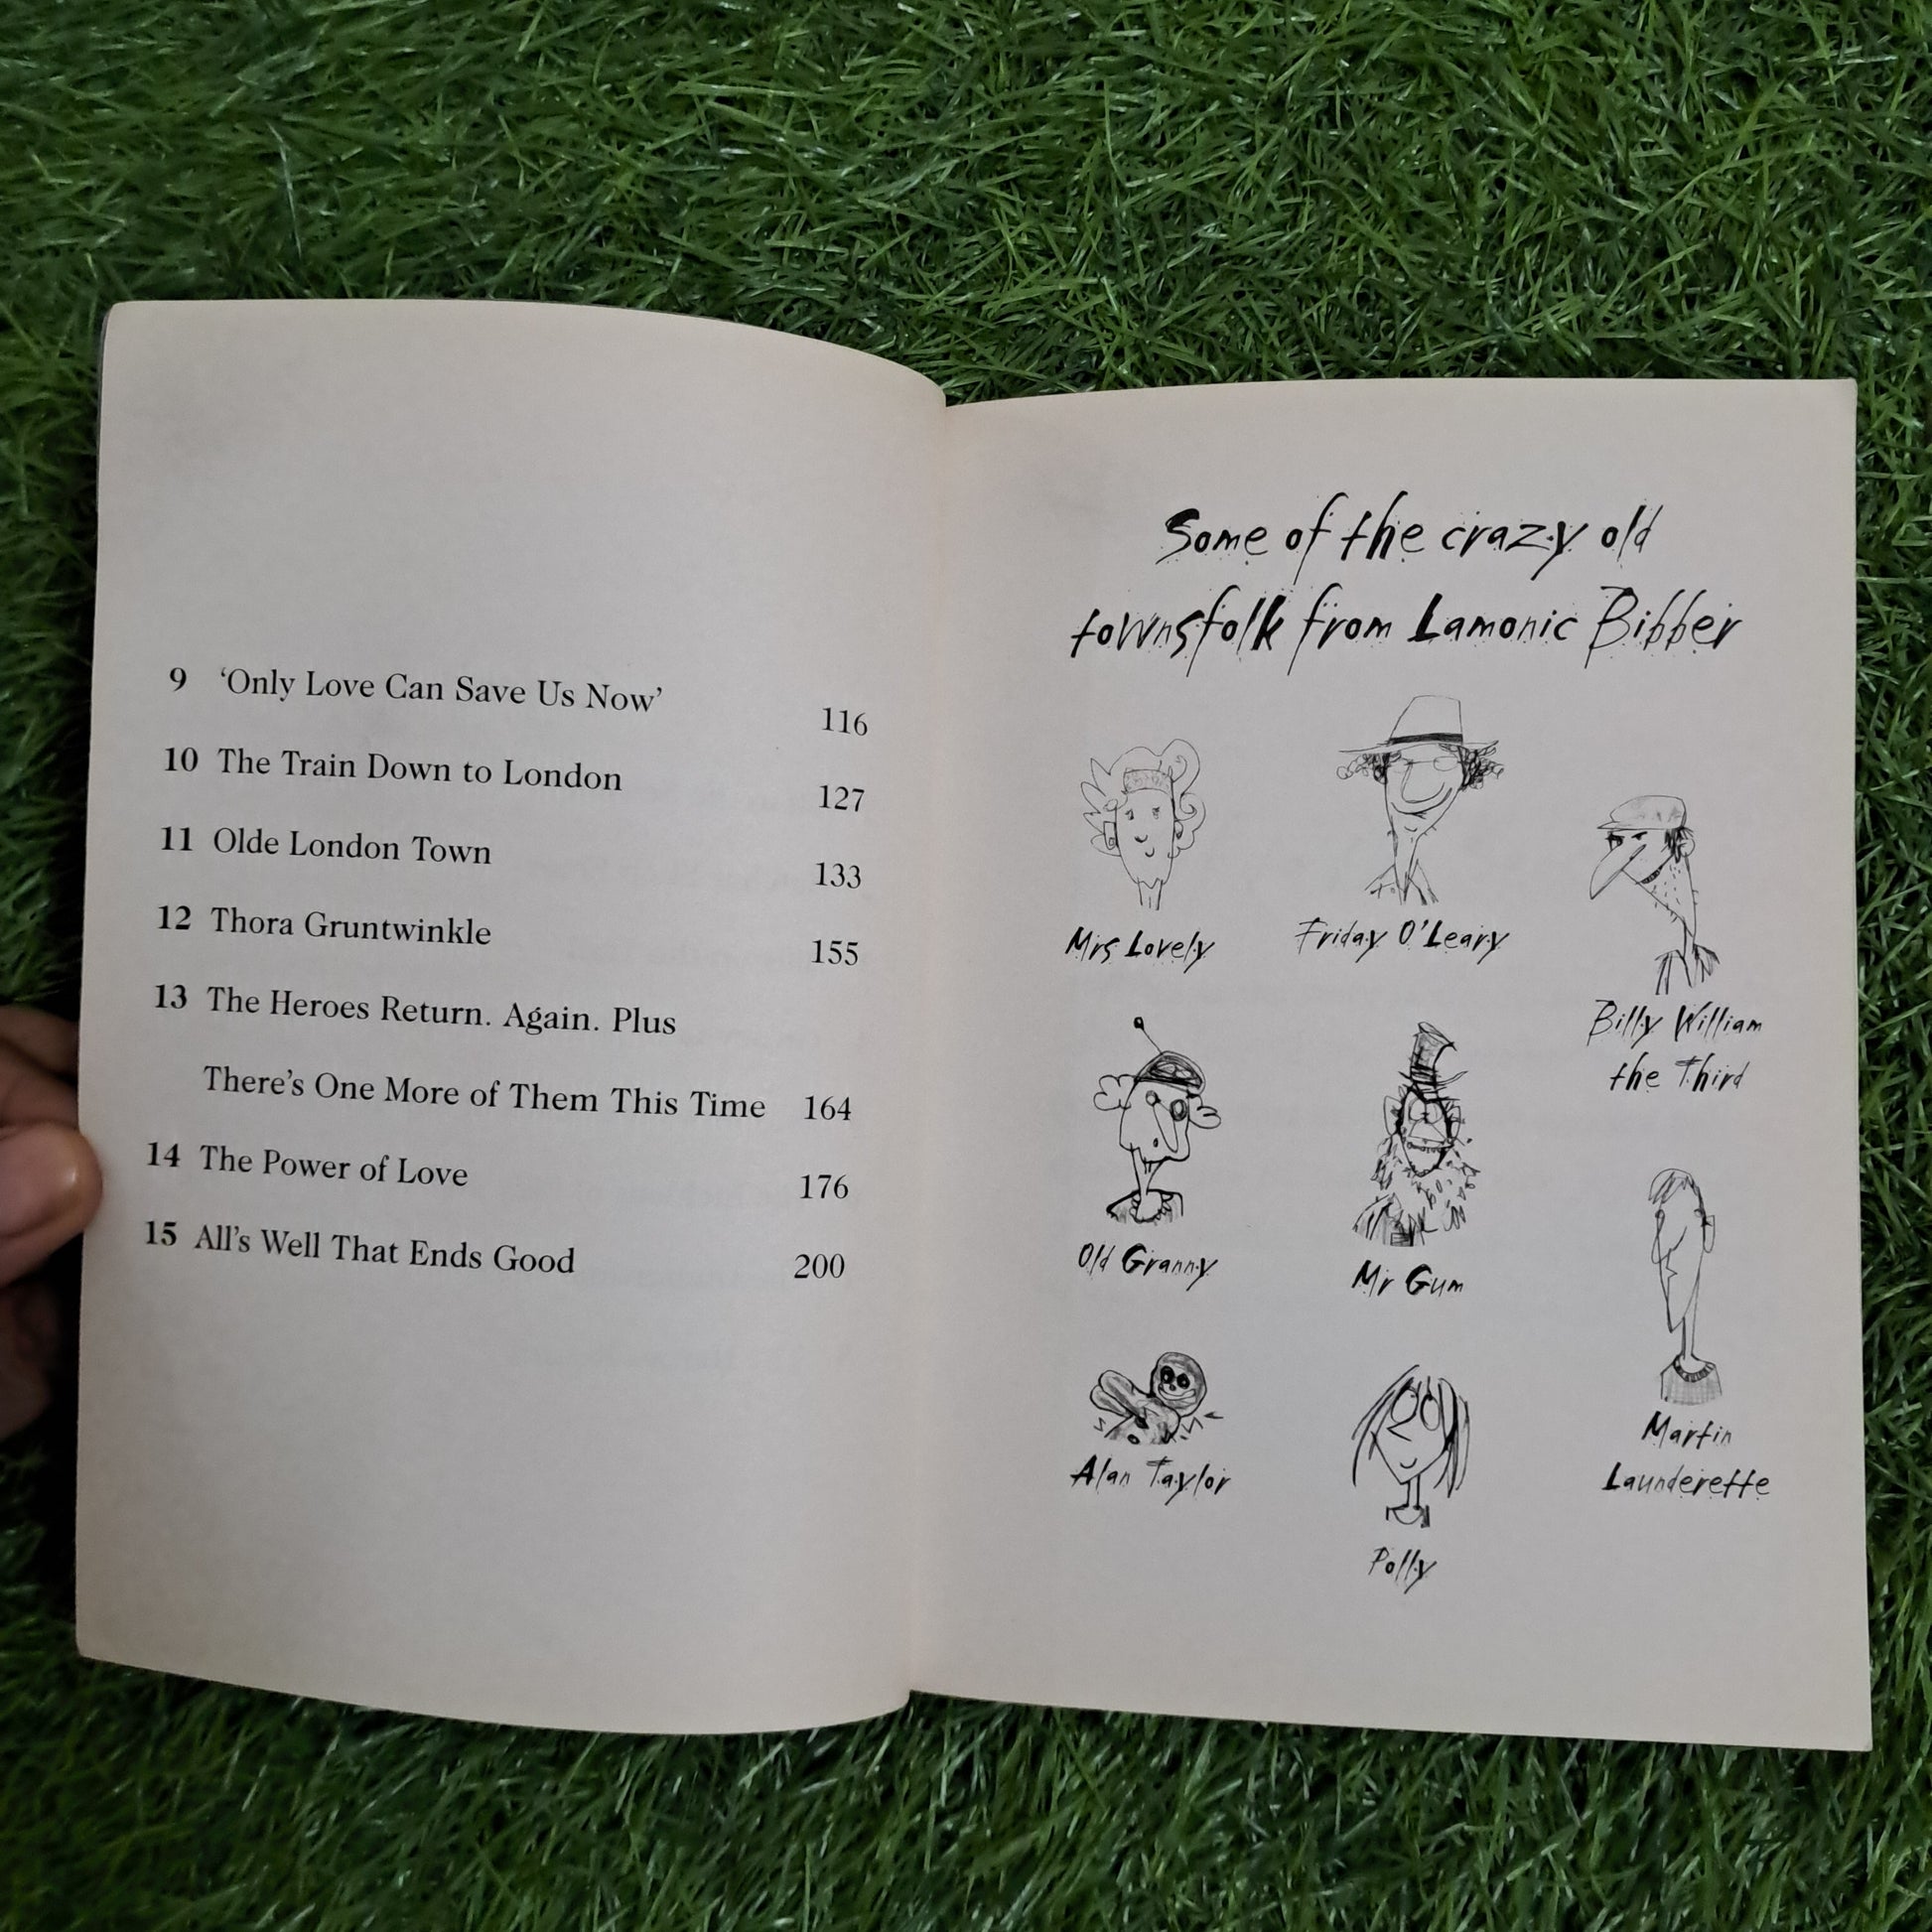 9 ‘Only Love Can Save Us Now’ 116
10 The Train Down to London 127
11 Olde London Town 133
12 Thora Gruntwinkle 155
13 The Heroes Return. Again. Plus
There’s One More of Them This Time 164
14 The Power of Love 176
15 All’s Well That Ends Good 200
Some of the crazy old
townsfolk from Lamonic Bibber
Mrs Lovely
Friday O’Leary
Billy William
the Third
Old Granny
Mr Gum
Martin
Launderette
Alan Taylor
Polly